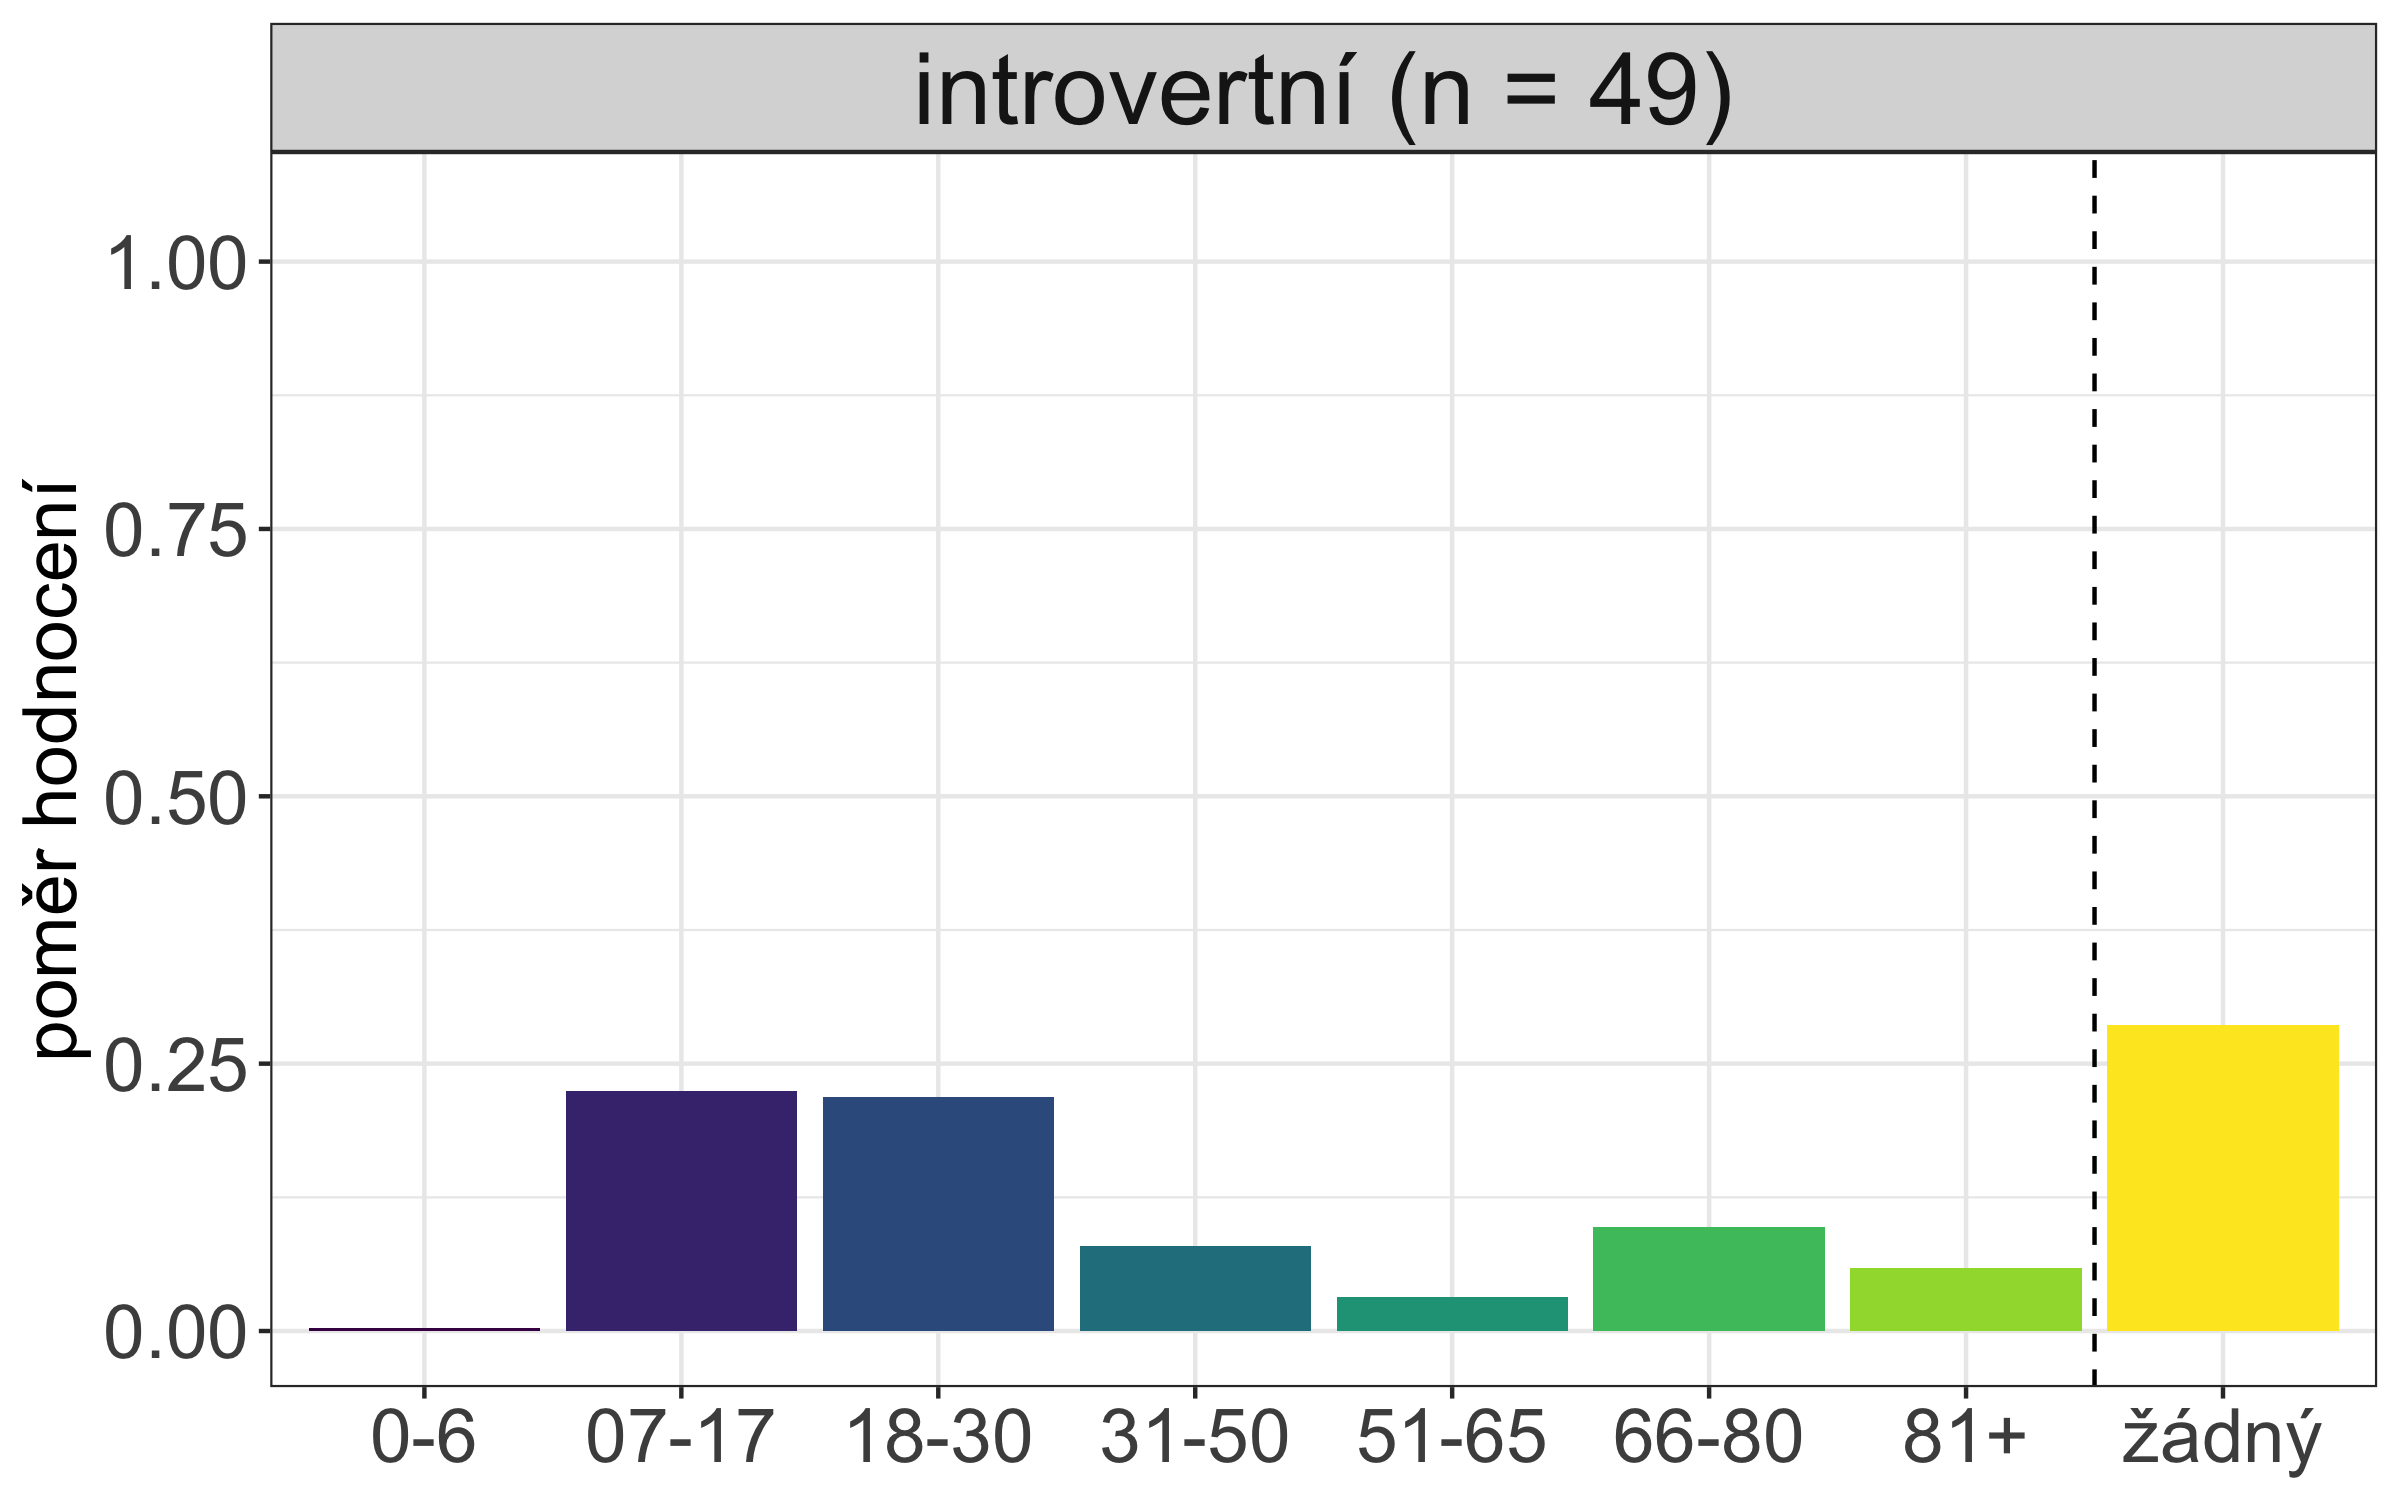 introvertní (n = 49)
poměr hodnocení
1.00
0.75
0.50
0.25
0.00
0-6 07-17 18-30 31-50 51-65 66-80 81+ žádný